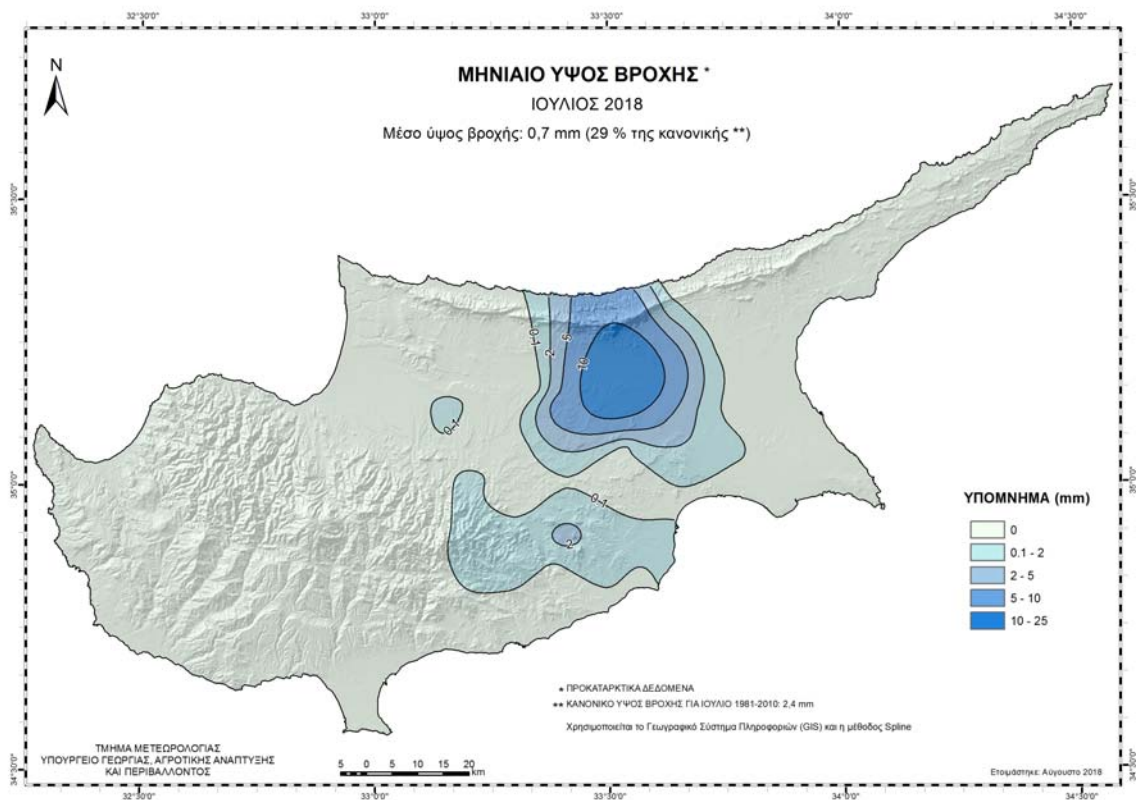 32°30'0"
33°0'0"
33°30'0"
34°0'0"
34°30'0"
N
ΜΗΝΙΑΙΟ ΥΨΟΣ ΒΡΟΧΗΣ *
ΙΟΥΛΙΟΣ 2018
Μέσο ύψος βροχής: 0,7 mm (29 % της κανονικής **)
35°30'0"
35°30'0"
0.1
2
5
10
0.1
0.1
2
35°0'0"
35°0'0"
ΥΠΟΜΝΗΜΑ (mm)
0
0.1 - 2
2 - 5
5 - 10
10 - 25
* ΠΡΟΚΑΤΑΡΚΤΙΚΑ ΔΕΔΟΜΕΝΑ
** ΚΑΝΟΝΙΚΟ ΥΨΟΣ ΒΡΟΧΗΣ ΓΙΑ ΙΟΥΛΙΟ 1981-2010: 2,4 mm
Χρησιμοποιείται το Γεωγραφικό Σύστημα Πληροφοριών (GIS) και η μέθοδος Spline
ΤΜΗΜΑ ΜΕΤΕΩΡΟΛΟΓΙΑΣ
ΥΠΟΥΡΓΕΙΟ ΓΕΩΡΓΙΑΣ, ΑΓΡΟΤΙΚΗΣ ΑΝΑΠΤΥΞΗΣ
ΚΑΙ ΠΕΡΙΒΑΛΛΟΝΤΟΣ
5 0 5 10 15 20
km
Ετοιμάστηκε: Αύγουστο 2018
34°30'0"
34°30'0"
32°30'0"
33°0'0"
33°30'0"
34°0'0"
34°30'0"